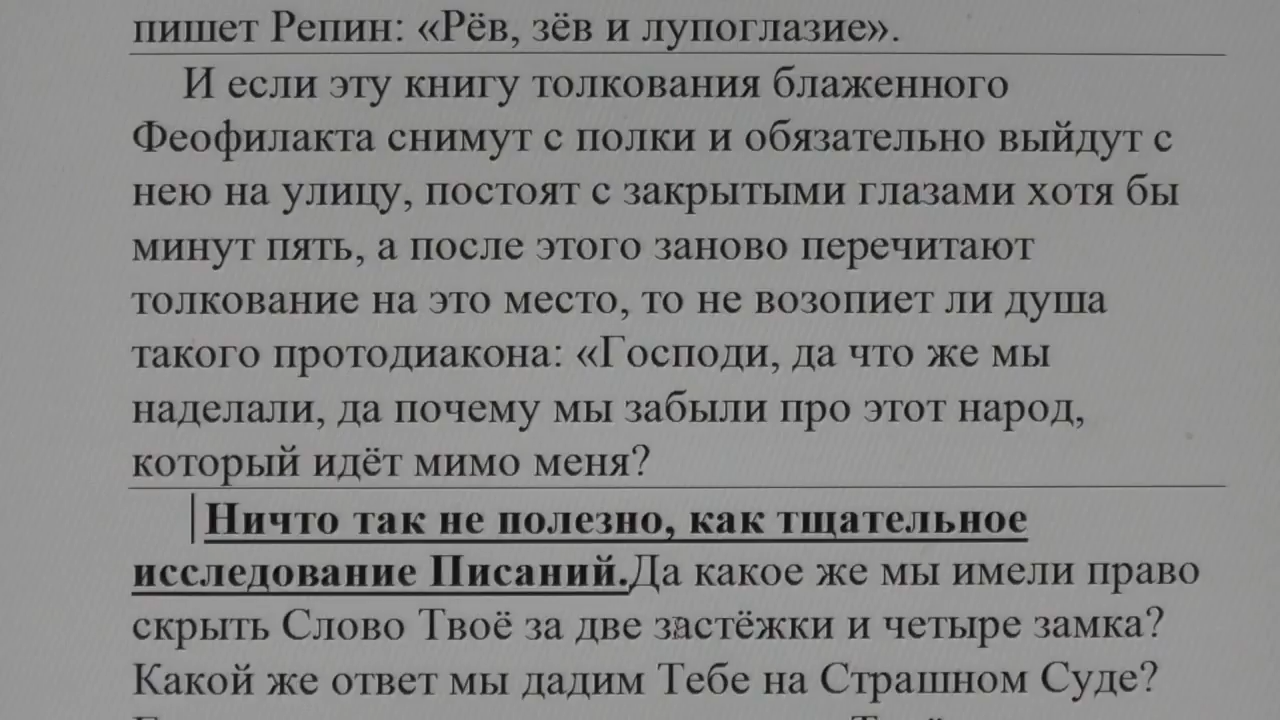 пишет Репин: «Рёв, зёв и лупоглазие».
И если эту книгу толкования блаженного
Феофилакта снимут с полки и обязательно выйдут с
нею на улицу, постоят с закрытыми глазами хотя бы
минут пять, а после этого заново перечитают
толкование на это место, то не возопиет ли душа
такого протодиакона: «Господи, да что же мы
наделали, да почему мы забыли про этот народ,
который идёт мимо меня?
Ничто так не полезно, как тщательное
исследование Писаний.Да какое же мы имели право
скрыть Слово Твоё за две застёжки и четыре замка?
Какой же ответ мы дадим Тебе на Страшном Суде?